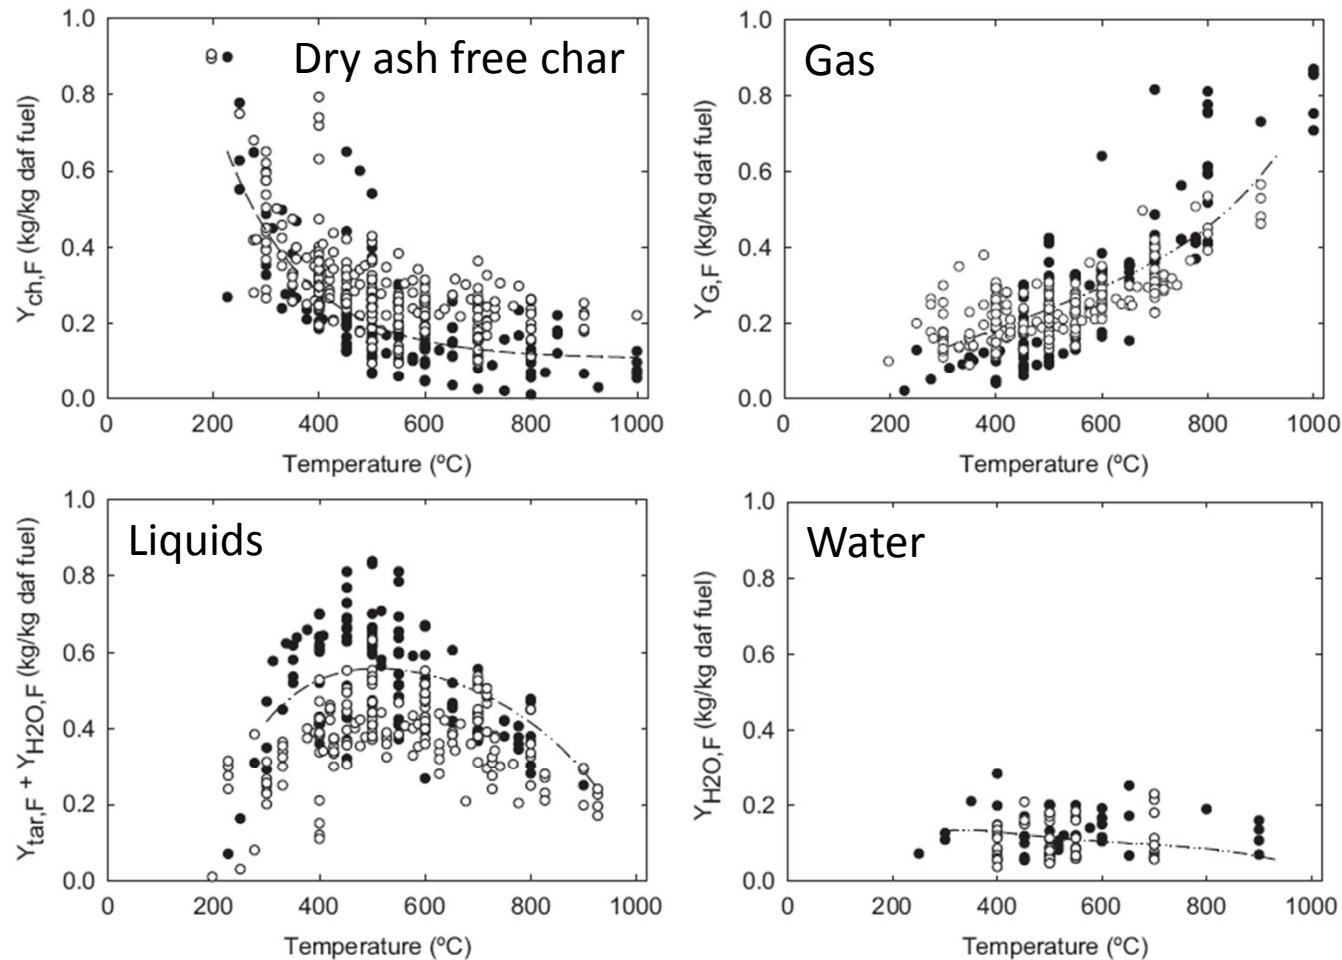 Dry ash free char
Y_ch,F (kg/kg daf fuel)
1.0
0.8
0.6
0.4
0.2
0.0
0 200 400 600 800 1000
Temperature (ºC)
Gas
Y_G,F (kg/kg daf fuel)
1.0
0.8
0.6
0.4
0.2
0.0
0 200 400 600 800 1000
Temperature (ºC)
Liquids
Y_tar,F + Y_H2O,F (kg/kg daf fuel)
1.0
0.8
0.6
0.4
0.2
0.0
0 200 400 600 800 1000
Temperature (ºC)
Water
Y_H2O,F (kg/kg daf fuel)
1.0
0.8
0.6
0.4
0.2
0.0
0 200 400 600 800 1000
Temperature (ºC)